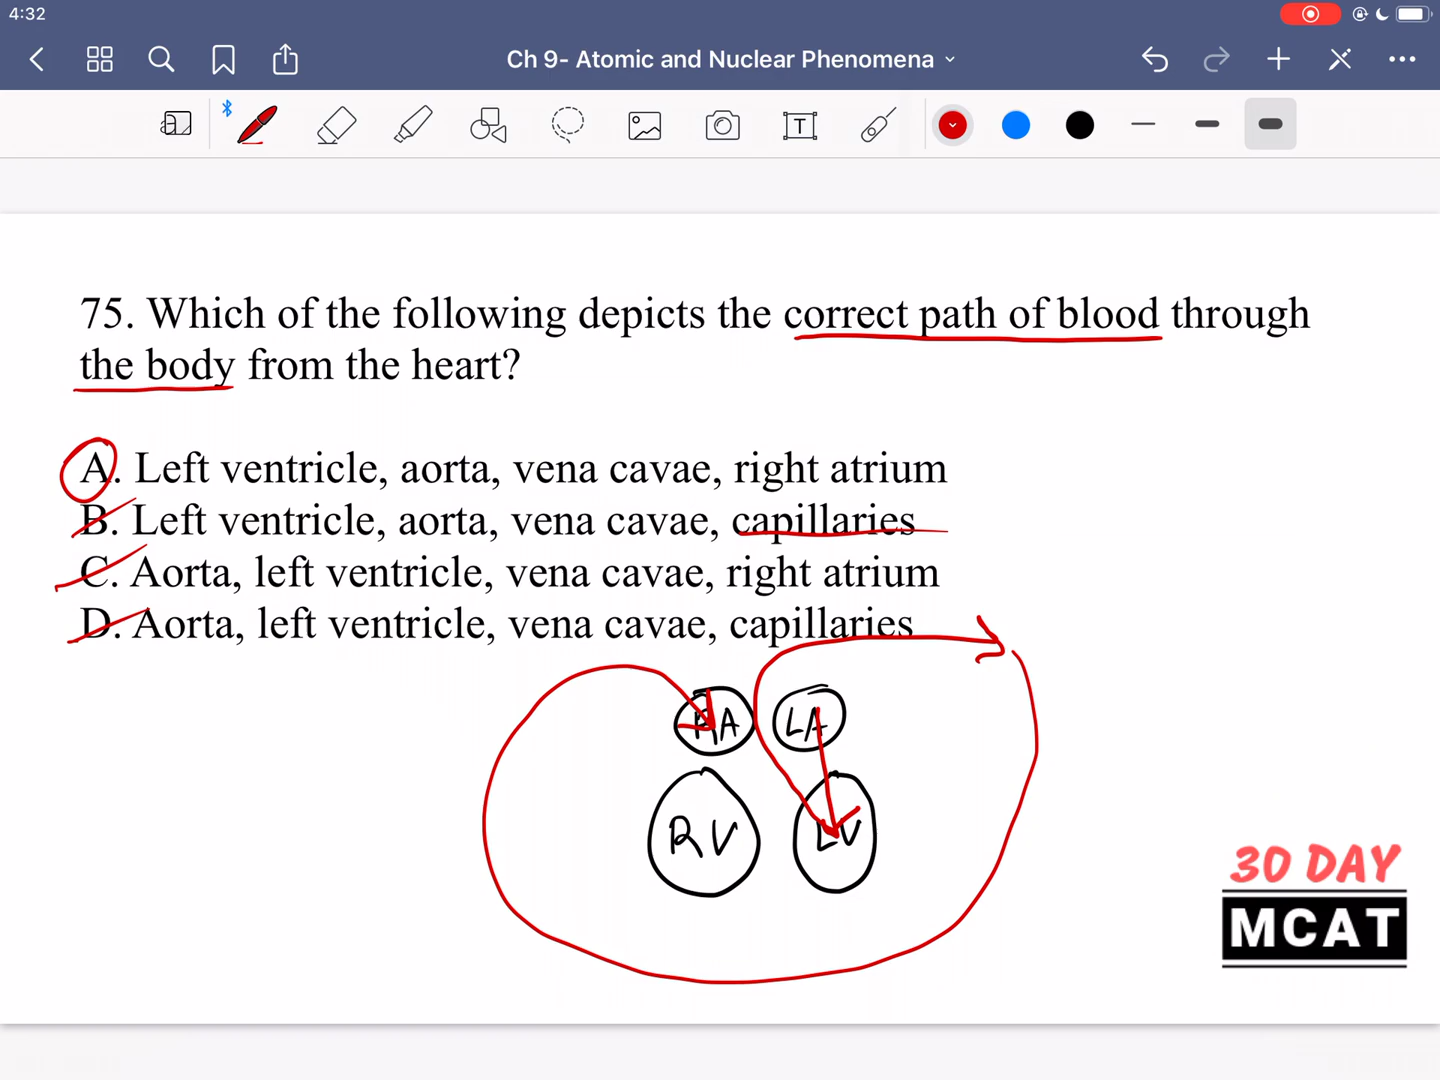 4:32
Ch 9- Atomic and Nuclear Phenomena
a
T
75. Which of the following depicts the correct path of blood through
the body from the heart?
A. Left ventricle, aorta, vena cavae, right atrium
B. Left ventricle, aorta, vena cavae, capillaries
C. Aorta, left ventricle, vena cavae, right atrium
D. Aorta, left ventricle, vena cavae, capillaries
RA LA
RV LV
30 DAY
MCAT